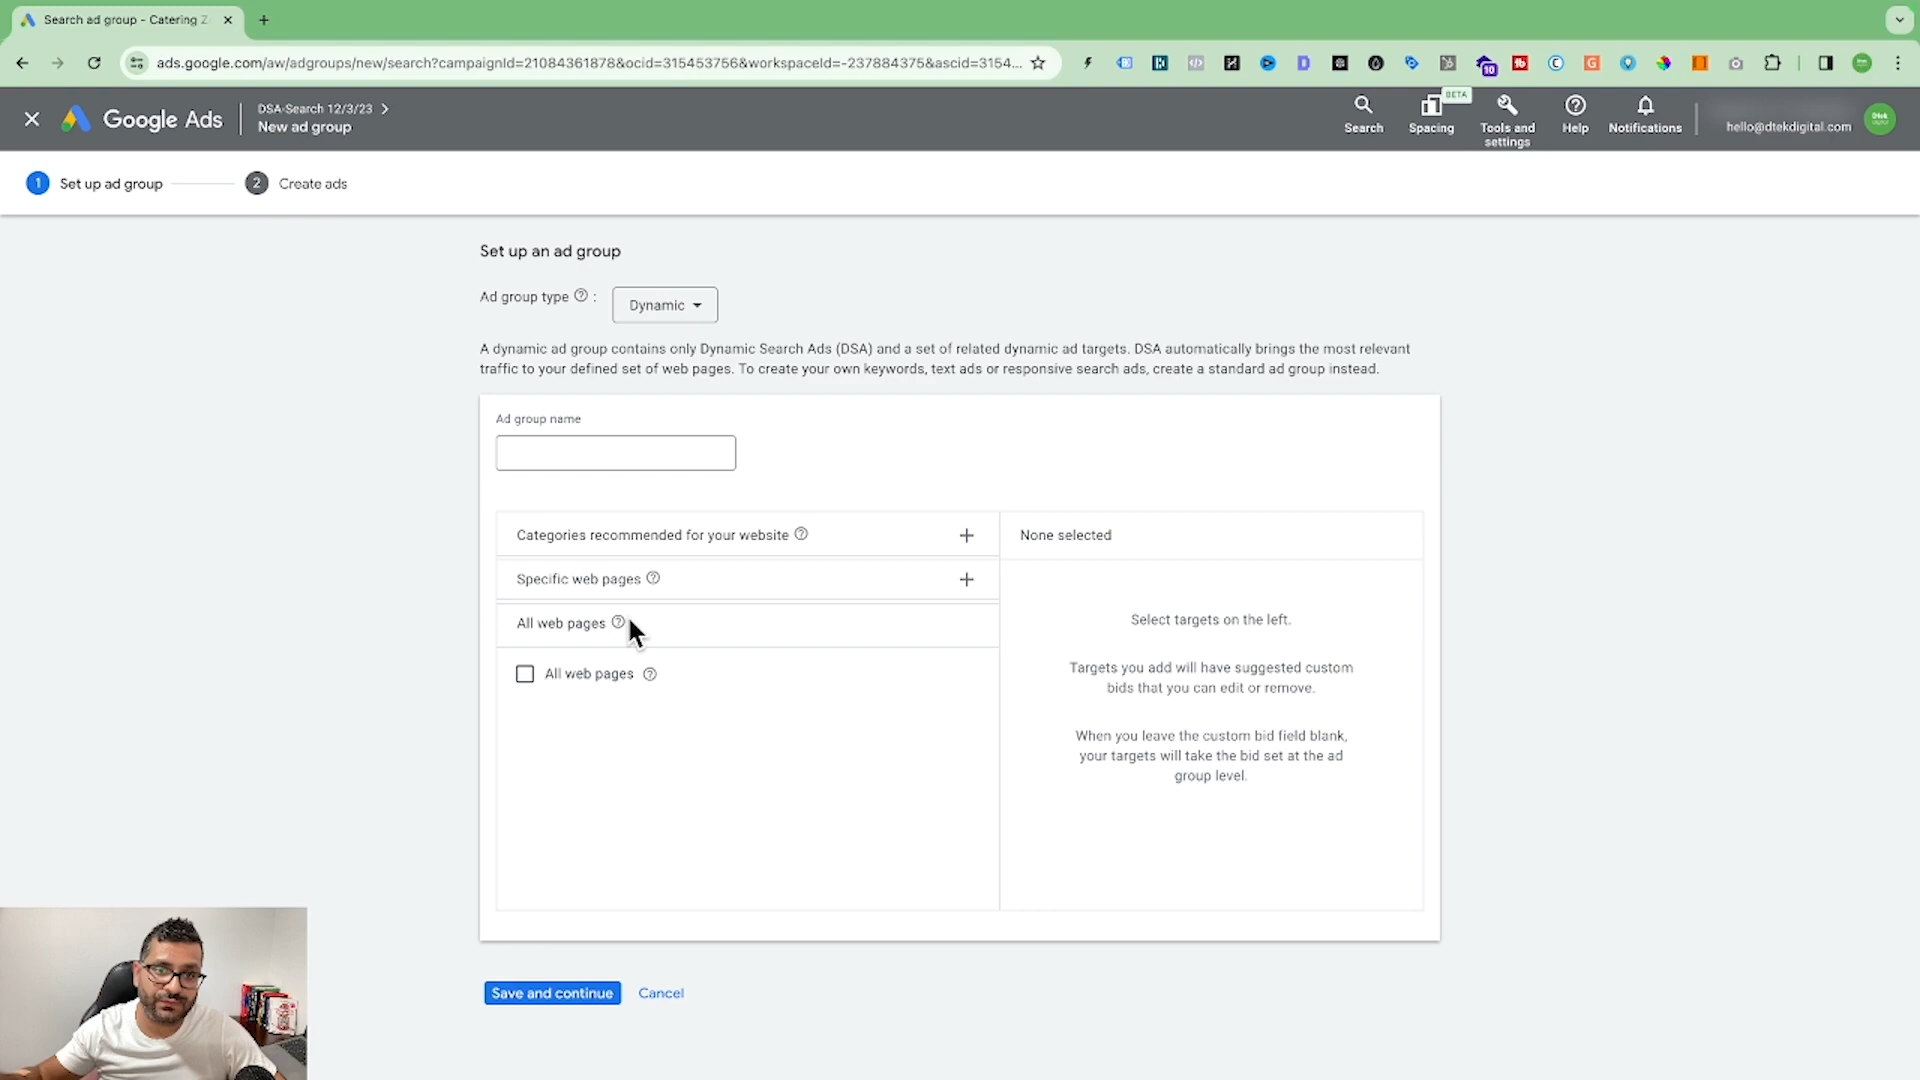 Search ad group - Catering Z
ads.google.com/aw/adgroups/new/search?campaignId=21084361878&ocid=315453756&workspaceId=-237884375&ascid=3154...
10
Google Ads
DSA-Search 12/3/23
New ad group
BETA
Search
Spacing
Tools and settings
Help
Notifications
hello@dtekdigital.com
Dtek
1 Set up ad group
2 Create ads
Set up an ad group
Ad group type :
Dynamic
A dynamic ad group contains only Dynamic Search Ads (DSA) and a set of related dynamic ad targets. DSA automatically brings the most relevant
traffic to your defined set of web pages. To create your own keywords, text ads or responsive search ads, create a standard ad group instead.
Ad group name
Categories recommended for your website
None selected
Specific web pages
All web pages
Select targets on the left.
All web pages
Targets you add will have suggested custom
bids that you can edit or remove.
When you leave the custom bid field blank,
your targets will take the bid set at the ad
group level.
Save and continue
Cancel